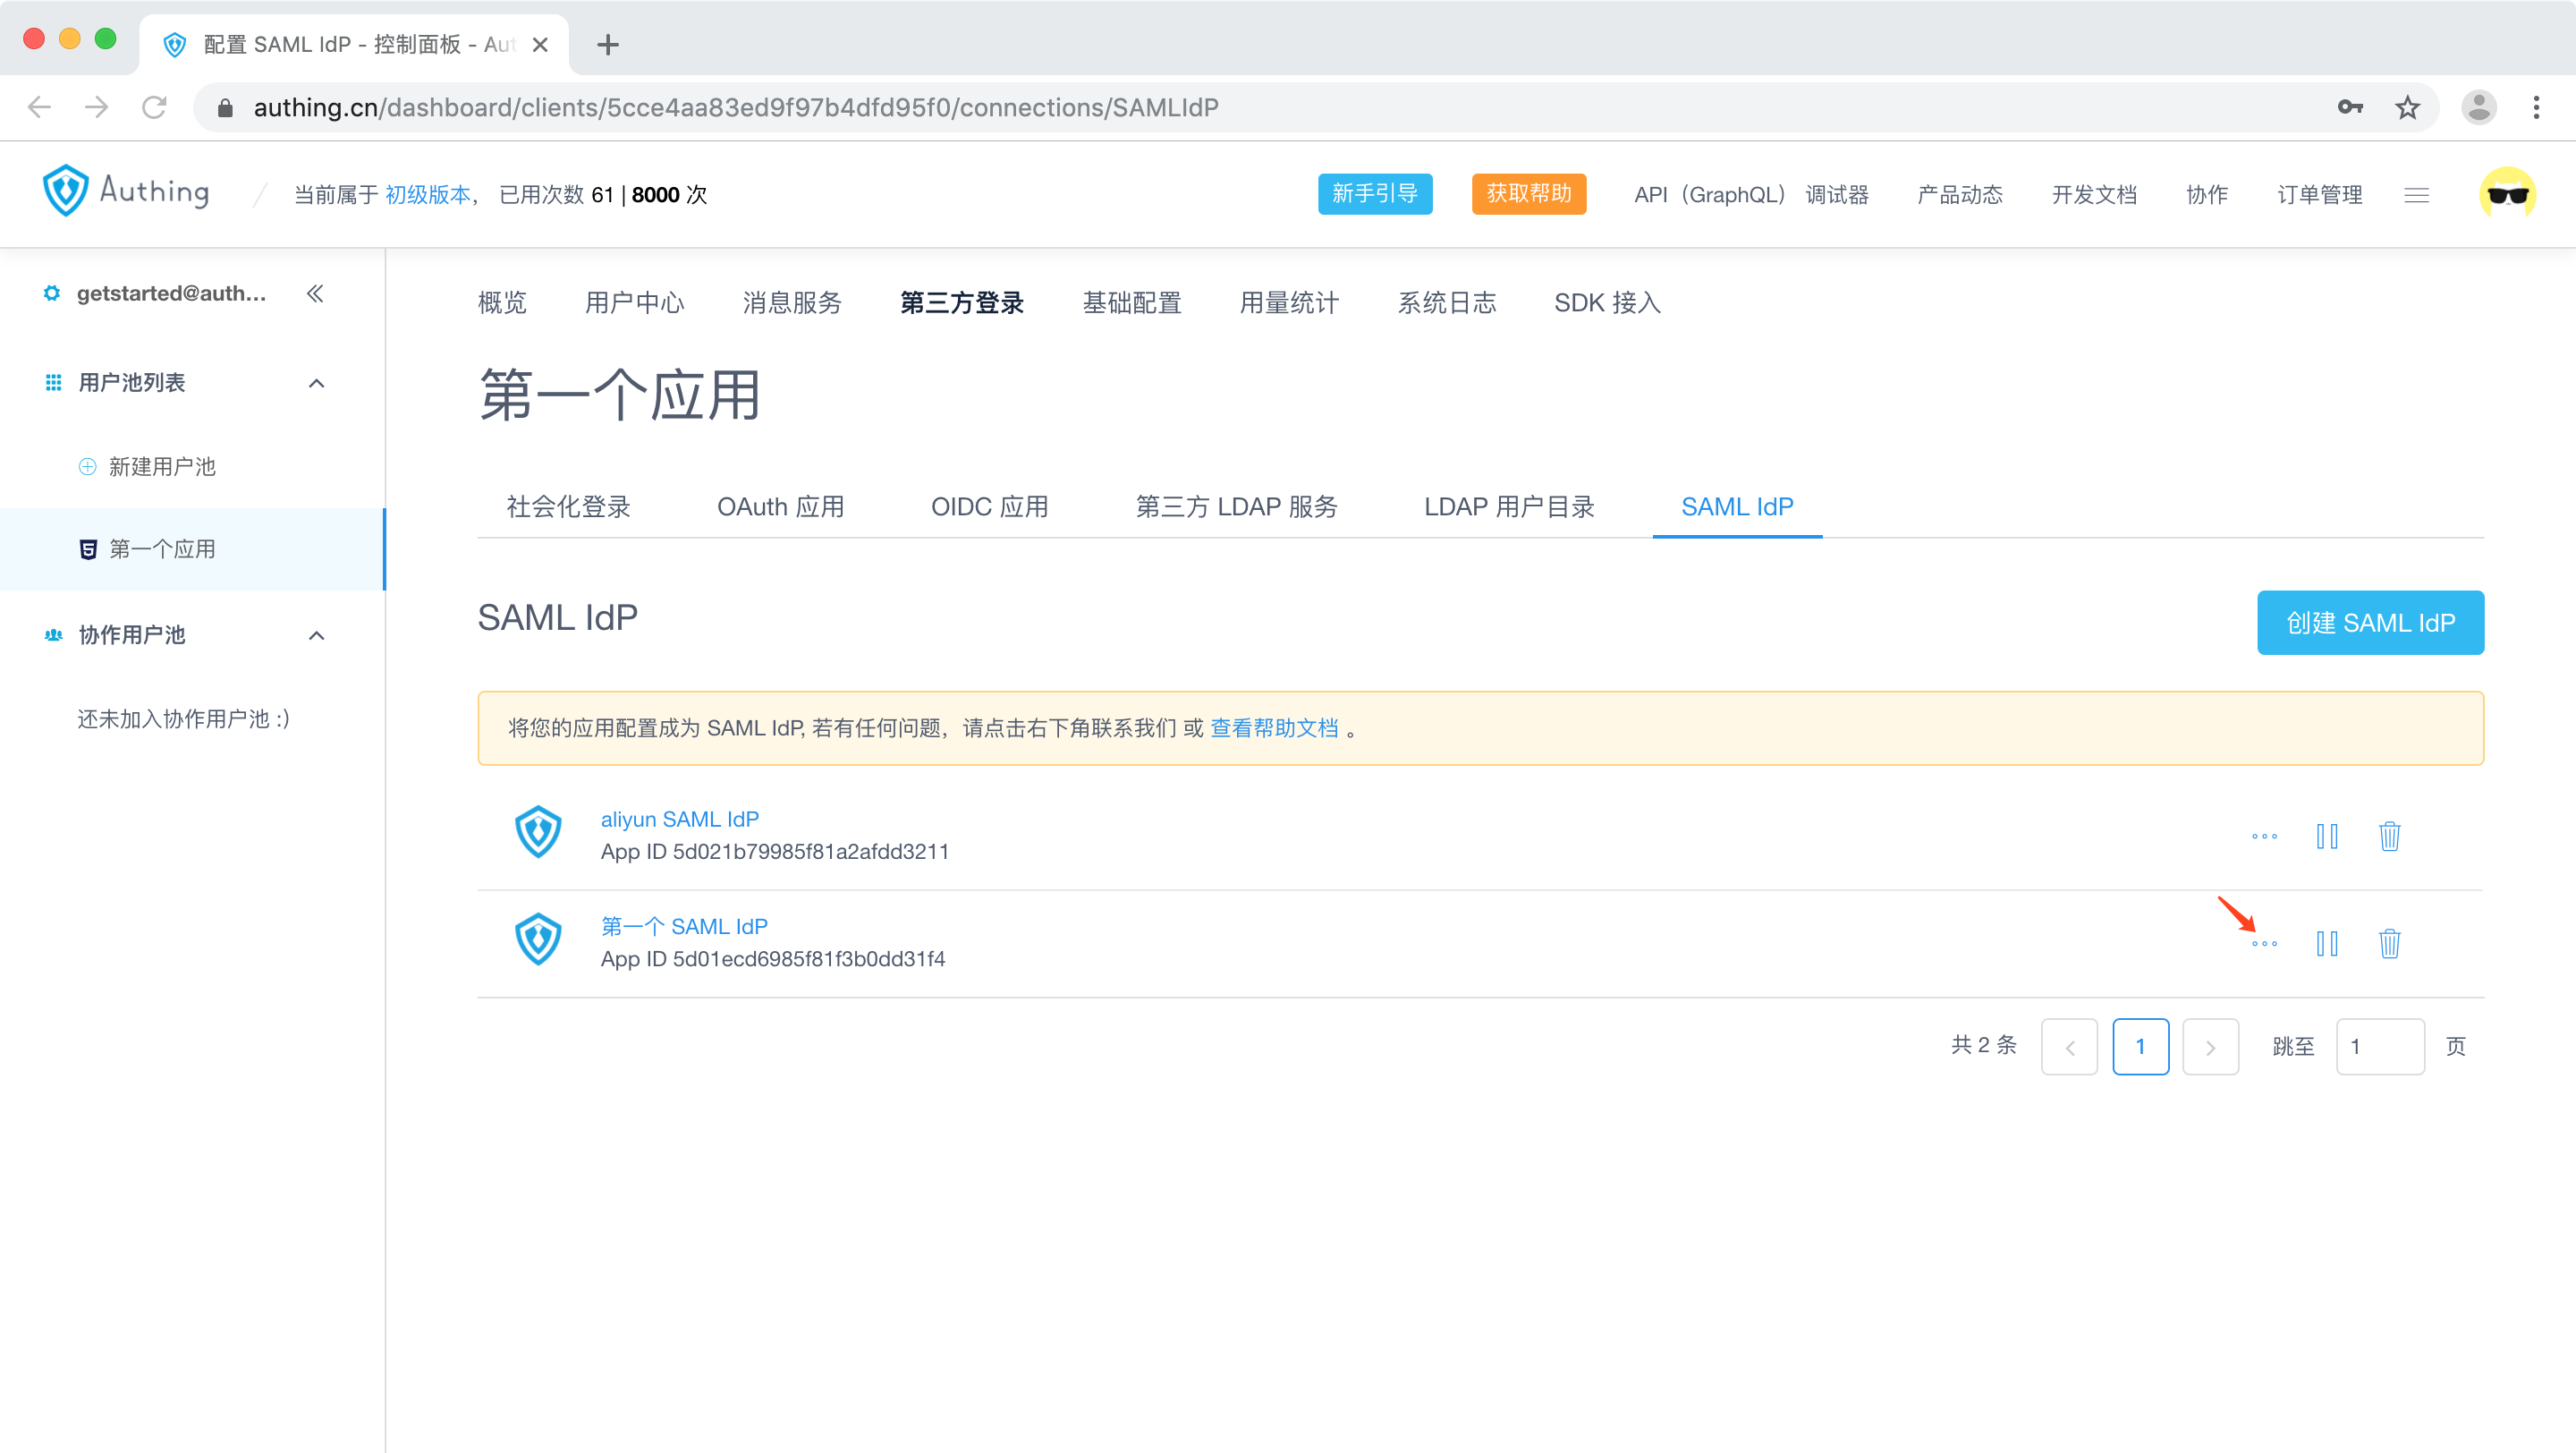 配置 SAML IdP - 控制面板 - Aut
authing.cn/dashboard/clients/5cce4aa83ed9f97b4dfd95f0/connections/SAMLIdP
Authing
当前属于 初级版本， 已用次数 61 | 8000 次
新手引导
获取帮助
API（GraphQL） 调试器
产品动态
开发文档
协作
订单管理
getstarted@auth...
用户池列表
新建用户池
第一个应用
协作用户池
还未加入协作用户池 :)
概览
用户中心
消息服务
第三方登录
基础配置
用量统计
系统日志
SDK 接入
第一个应用
社会化登录
OAuth 应用
OIDC 应用
第三方 LDAP 服务
LDAP 用户目录
SAML IdP
SAML IdP
创建 SAML IdP
将您的应用配置成为 SAML IdP, 若有任何问题，请点击右下角联系我们 或 查看帮助文档 。
aliyun SAML IdP
App ID 5d021b79985f81a2afdd3211
第一个 SAML IdP
App ID 5d01ecd6985f81f3b0dd31f4
共 2 条
1
跳至
1
页